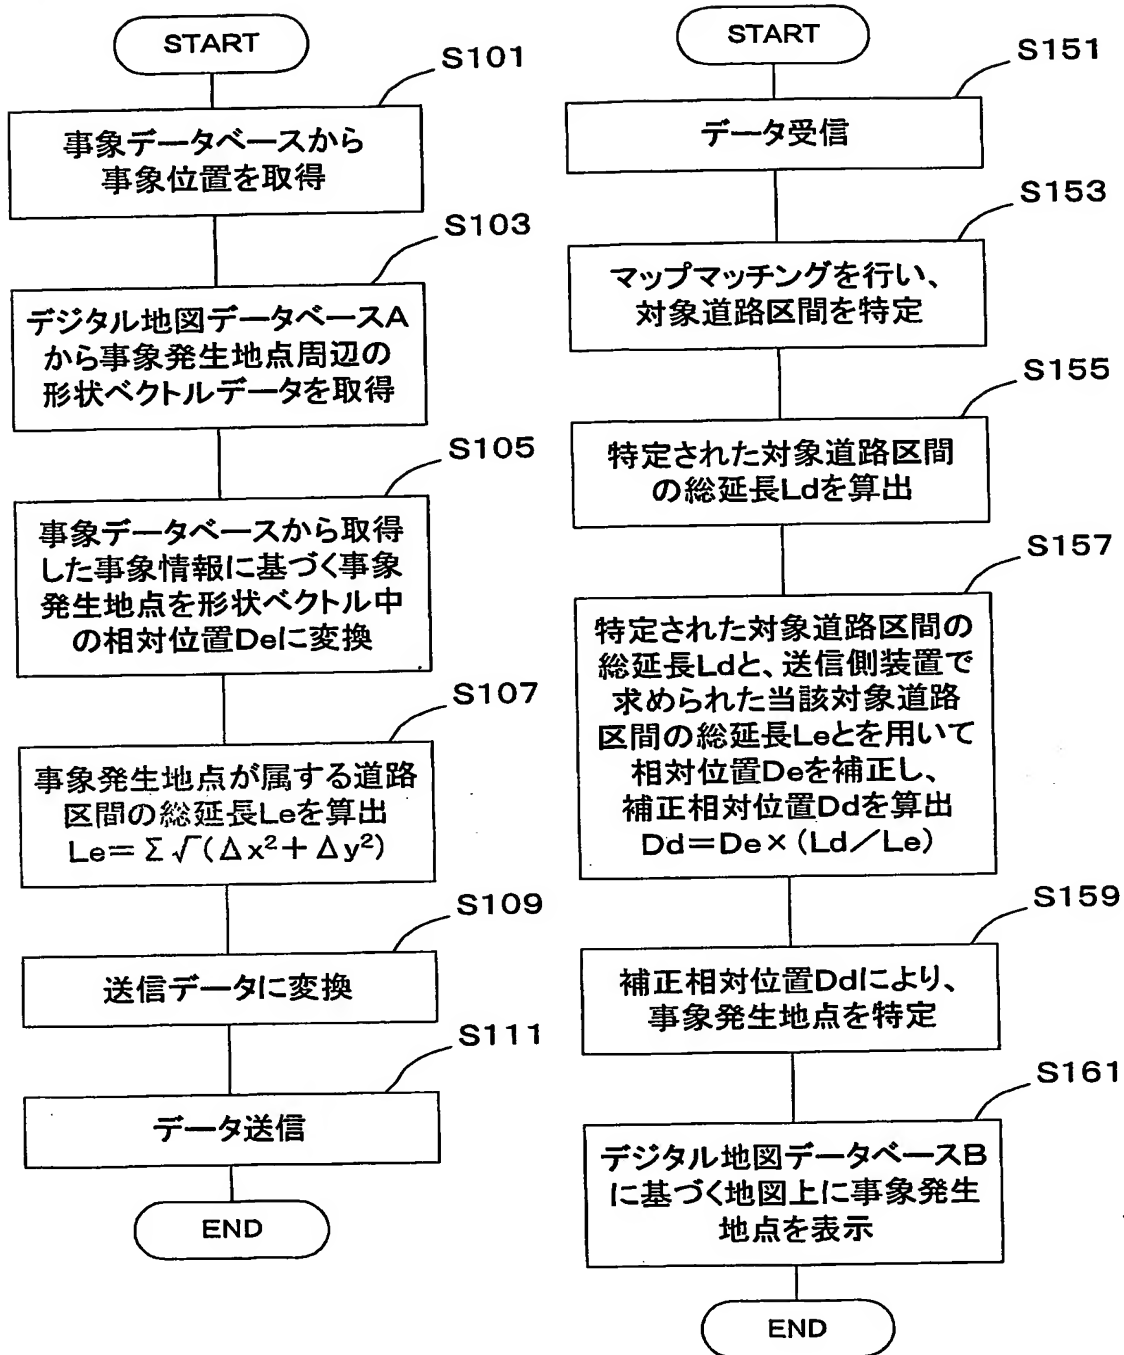 START
S101
事象データベースから
事象位置を取得
S103
デジタル地図データベースA
から事象発生地点周辺の
形状ベクトルデータを取得
S105
事象データベースから取得
した事象情報に基づく事象
発生地点を形状ベクトル中
の相対位置Deに変換
S107
事象発生地点が属する道路
区間の総延長Leを算出
Le=Σ√(Δx²+Δy²)
S109
送信データに変換
S111
データ送信
END
START
S151
データ受信
S153
マップマッチングを行い、
対象道路区間を特定
S155
特定された対象道路区間
の総延長Ldを算出
S157
特定された対象道路区間の
総延長Ldと、送信側装置で
求められた当該対象道路
区間の総延長Leとを用いて
相対位置Deを補正し、
補正相対位置Ddを算出
Dd=De×(Ld/Le)
S159
補正相対位置Ddにより、
事象発生地点を特定
S161
デジタル地図データベースB
に基づく地図上に事象発生
地点を表示
END